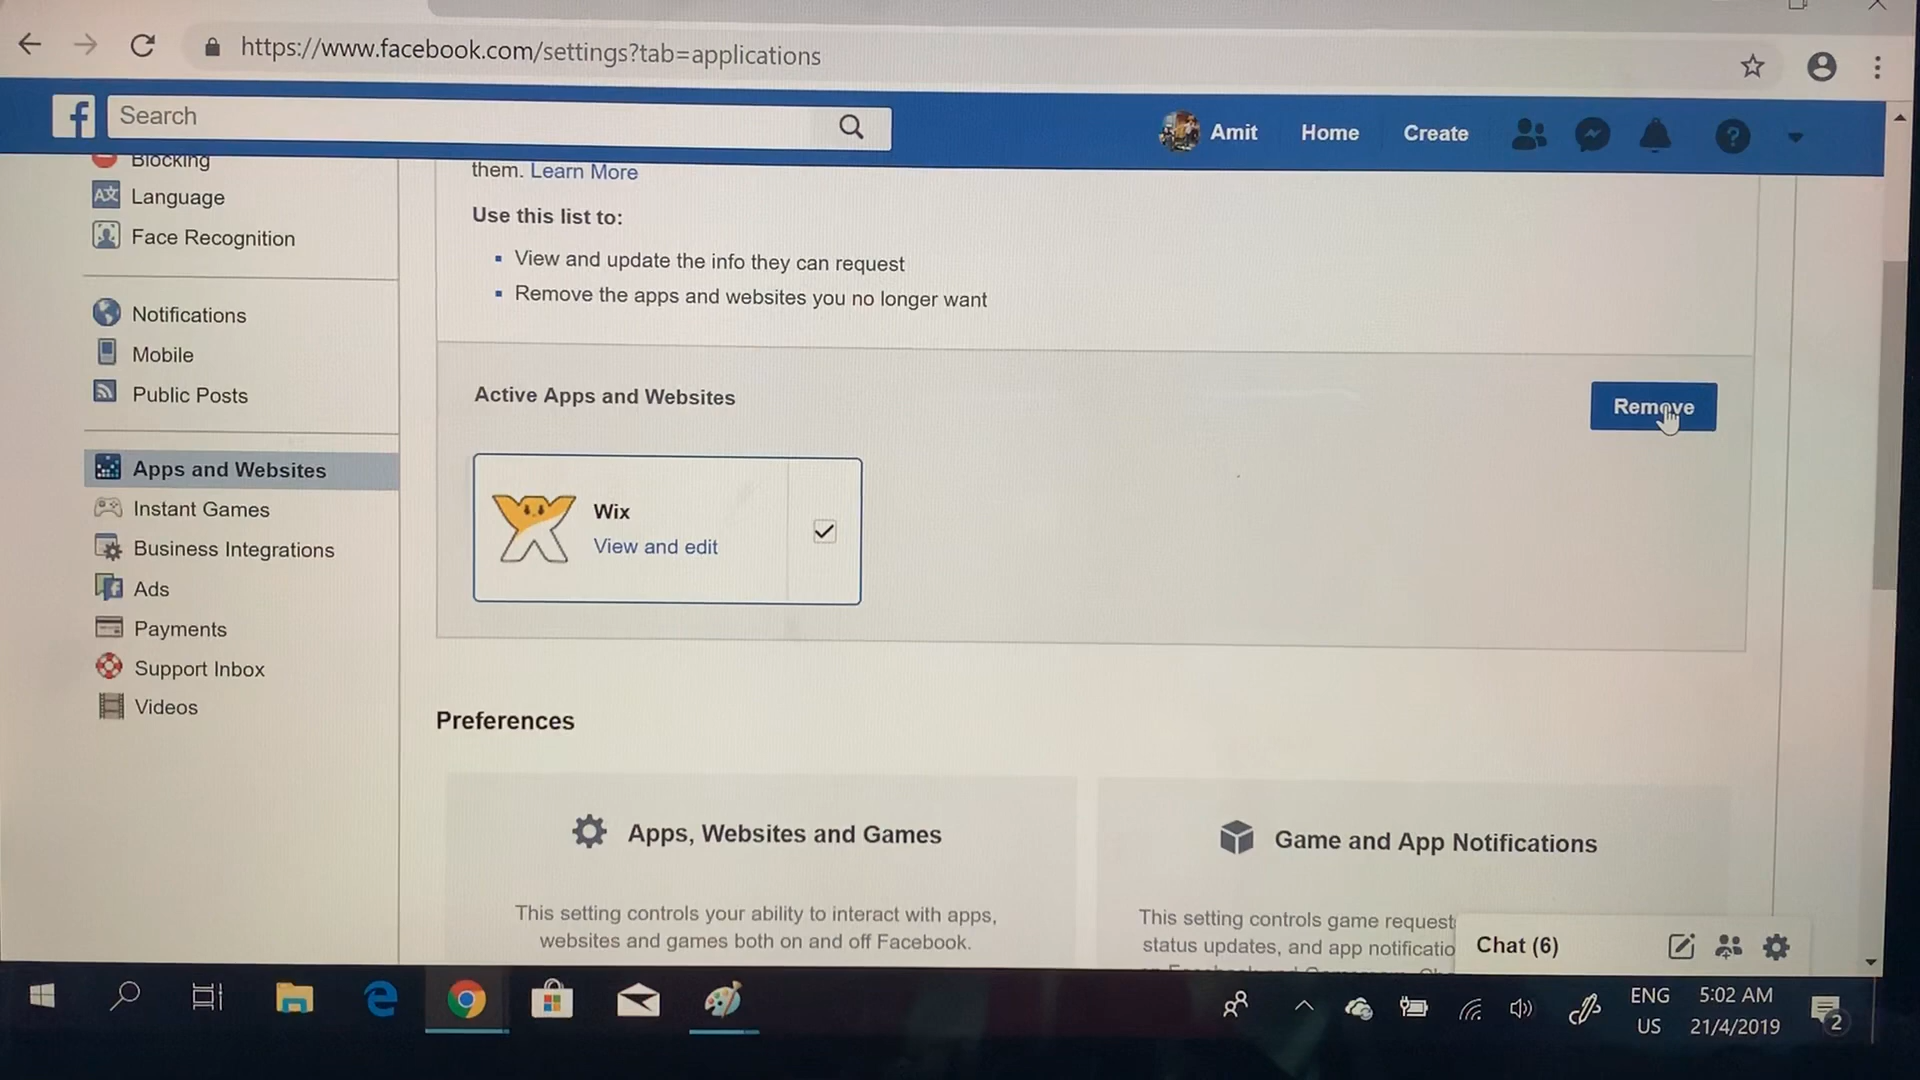 https://www.facebook.com/settings?tab=applications
Search
Amit
Home
Create
Blocking
Language
Face Recognition
Notifications
Mobile
Public Posts
Apps and Websites
Instant Games
Business Integrations
Ads
Payments
Support Inbox
Videos
them. Learn More
Use this list to:
View and update the info they can request
Remove the apps and websites you no longer want
Active Apps and Websites
Remove
Wix
View and edit
Preferences
Apps, Websites and Games
This setting controls your ability to interact with apps,
websites and games both on and off Facebook.
Game and App Notifications
This setting controls game request
status updates, and app notificatio
Chat (6)
ENG
US
5:02 AM
21/4/2019
2